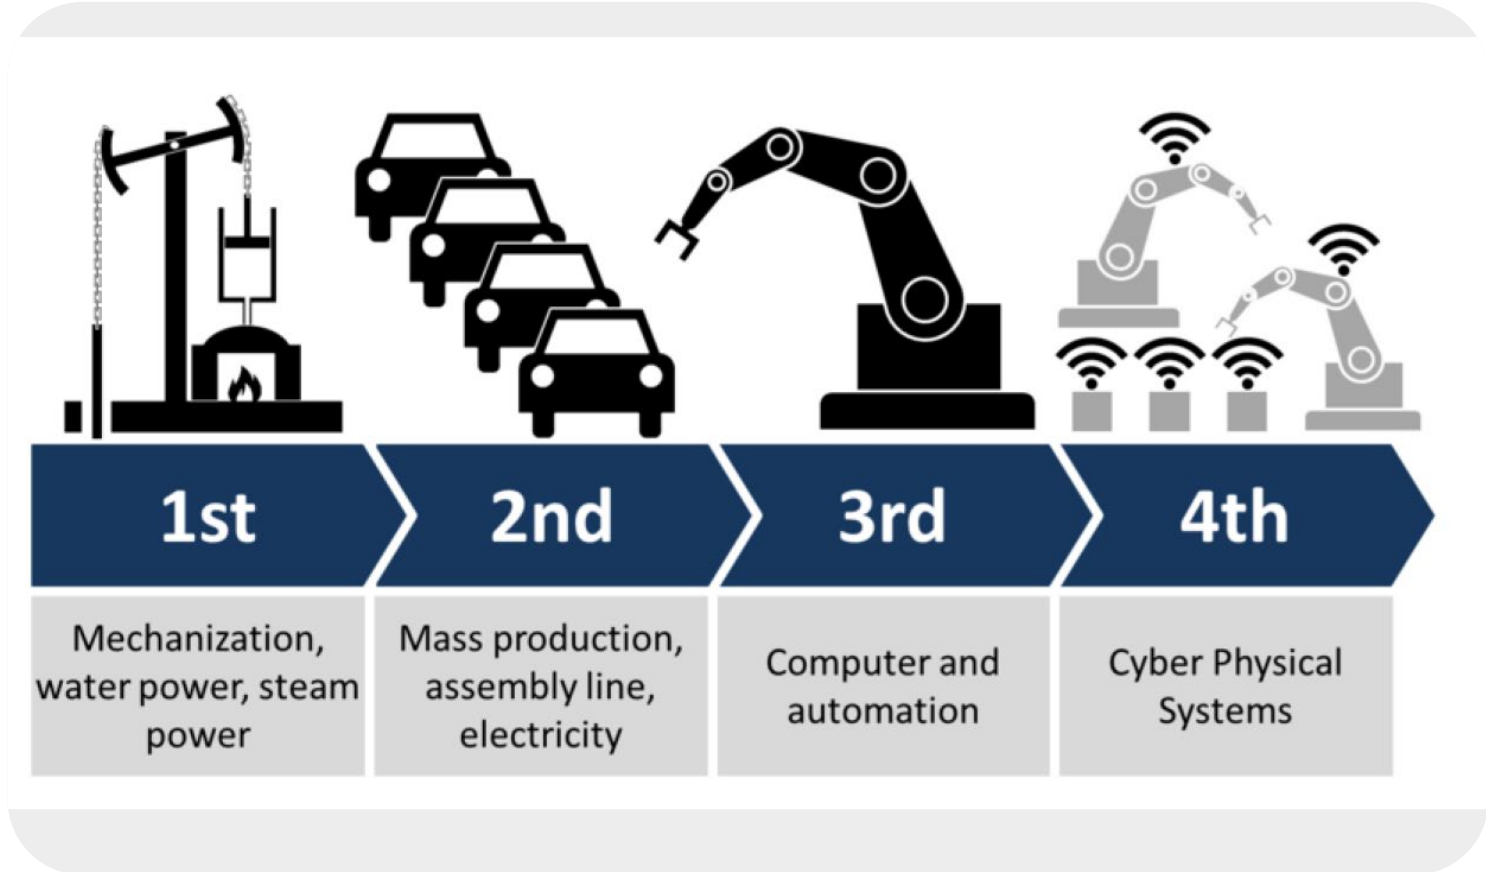 1st
2nd
3rd
4th
Mechanization,
water power, steam
power
Mass production,
assembly line,
electricity
Computer and
automation
Cyber Physical
Systems